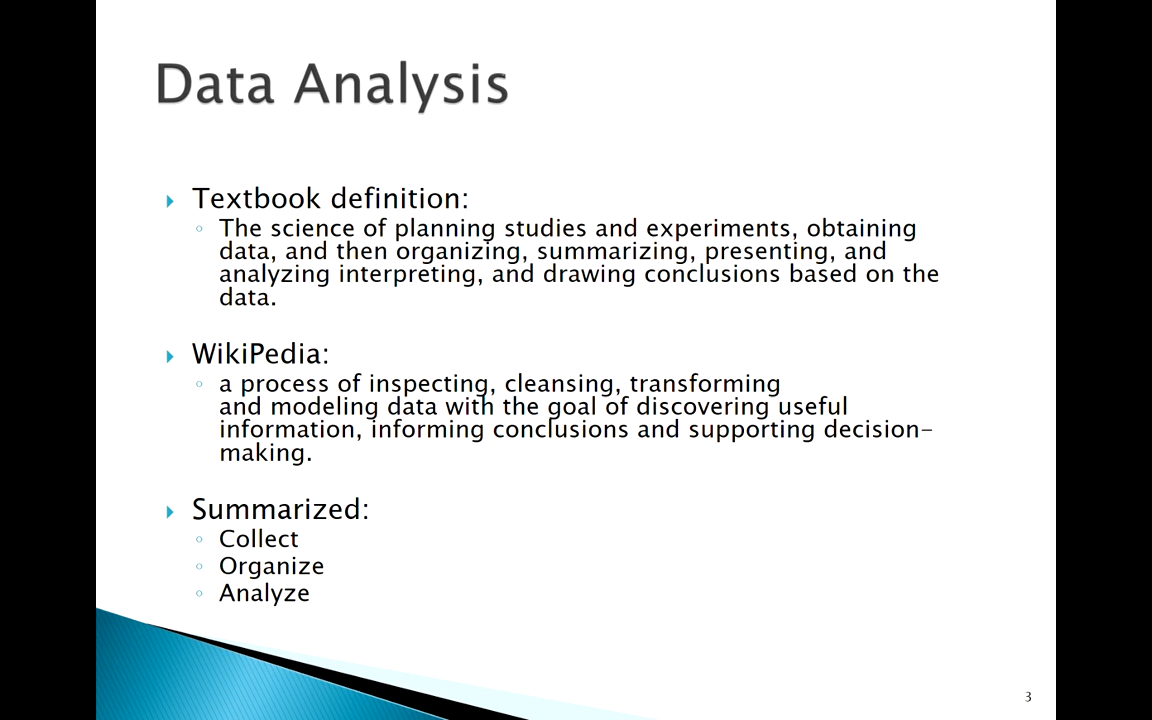 Data Analysis
Textbook definition:
The science of planning studies and experiments, obtaining
data, and then organizing, summarizing, presenting, and
analyzing interpreting, and drawing conclusions based on the
data.
WikiPedia:
a process of inspecting, cleansing, transforming
and modeling data with the goal of discovering useful
information, informing conclusions and supporting decision-
making.
Summarized:
Collect
Organize
Analyze
3